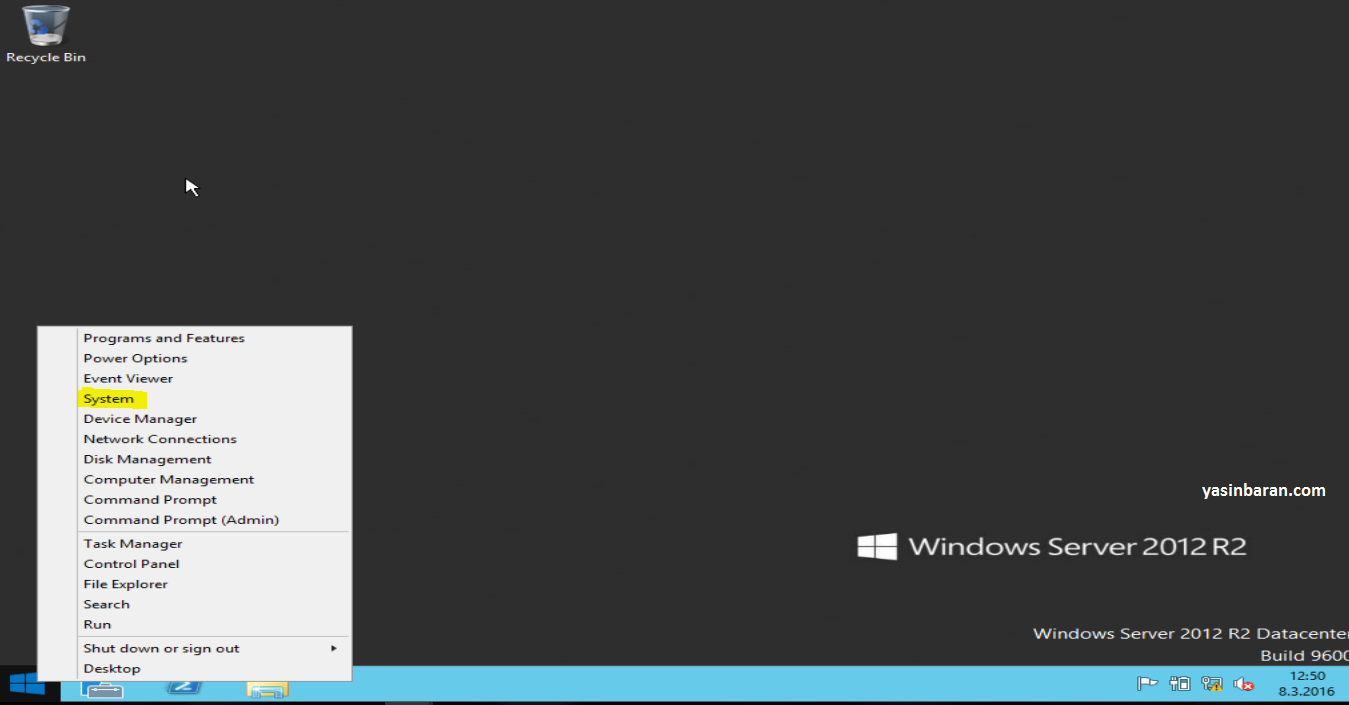 Recycle Bin
Programs and Features
Power Options
Event Viewer
System
Device Manager
Network Connections
Disk Management
Computer Management
Command Prompt
Command Prompt (Admin)
Task Manager
Control Panel
File Explorer
Search
Run
Shut down or sign out
Desktop
yasinbaran.com
Windows Server 2012 R2
Windows Server 2012 R2 Datacenter
Build 9600
12:50
8.3.2016